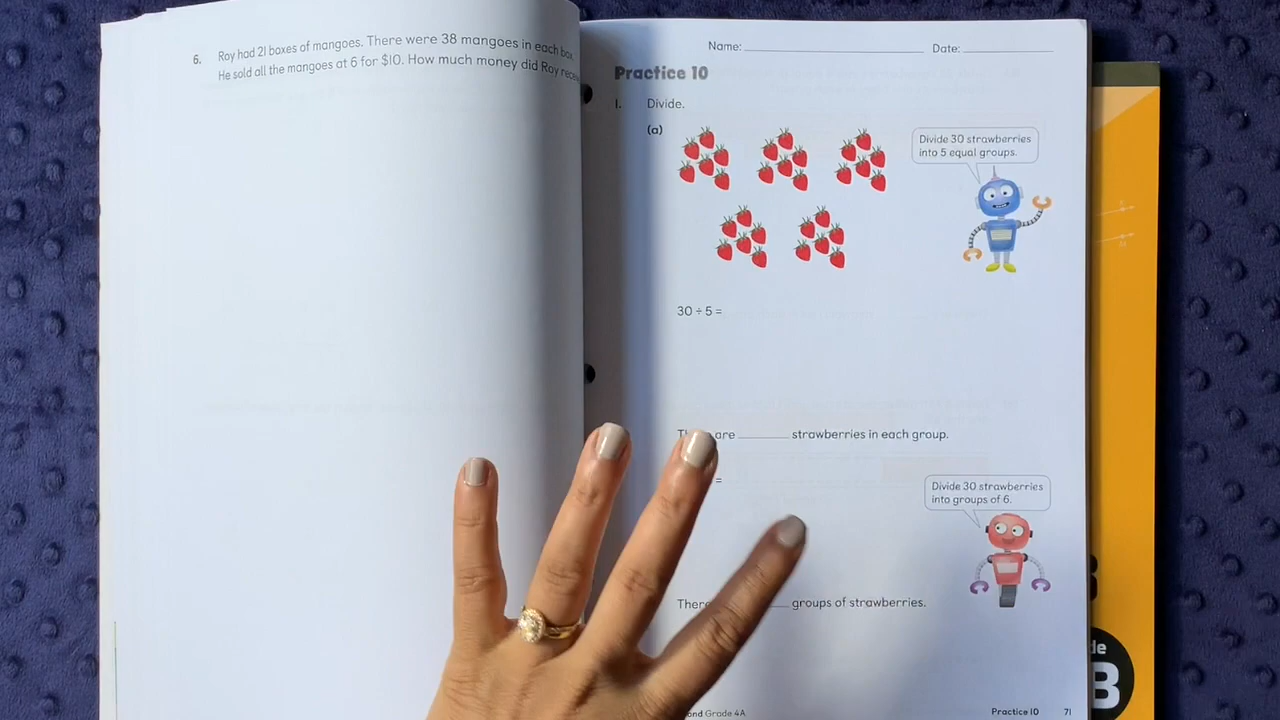 6. Roy had 21 boxes of mangoes. There were 38 mangoes in each box.
He sold all the mangoes at 6 for $10. How much money did Roy
Name: Date:
Practice 10
1. Divide.
(a)
Divide 30 strawberries
into 5 equal groups.
30 ÷ 5 =
are strawberries in each group.
=
Divide 30 strawberries
into groups of 6.
groups of strawberries.
Grade 4A
Practice 10 71
B